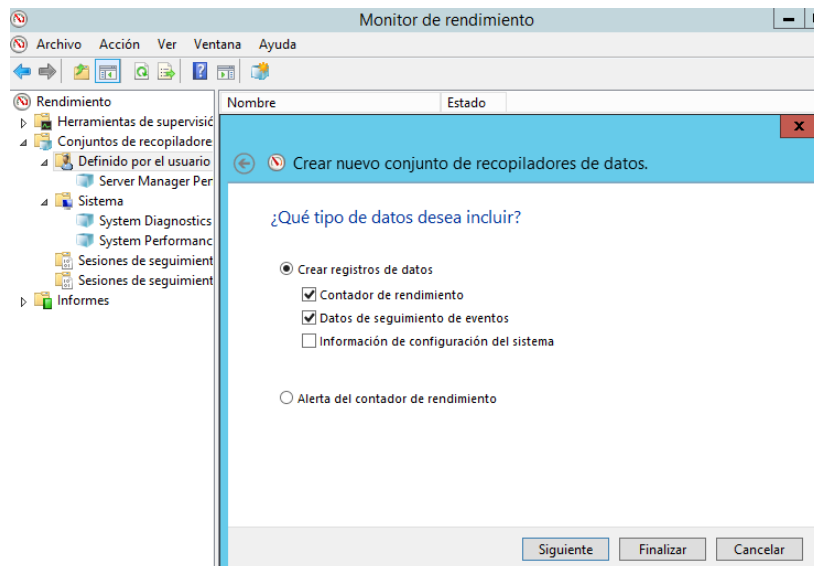 Monitor de rendimiento
Archivo Acción Ver Ventana Ayuda
Rendimiento
Herramientas de supervisió
Conjuntos de recopiladore
Definido por el usuario
Server Manager Per
Sistema
System Diagnostics
System Performanc
Sesiones de seguimient
Sesiones de seguimient
Informes
Nombre Estado
Crear nuevo conjunto de recopiladores de datos.
¿Qué tipo de datos desea incluir?
Crear registros de datos
Contador de rendimiento
Datos de seguimiento de eventos
Información de configuración del sistema
Alerta del contador de rendimiento
Siguiente Finalizar Cancelar